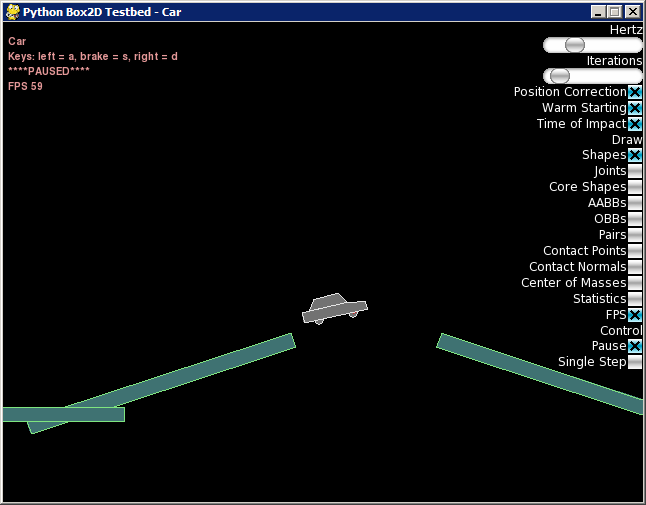 Python Box2D Testbed - Car
Car
Keys: left = a, brake = s, right = d
****PAUSED****
FPS 59
Hertz
Iterations
Position Correction
Warm Starting
Time of Impact
Draw
Shapes
Joints
Core Shapes
AABBs
OBBs
Pairs
Contact Points
Contact Normals
Center of Masses
Statistics
FPS
Control
Pause
Single Step